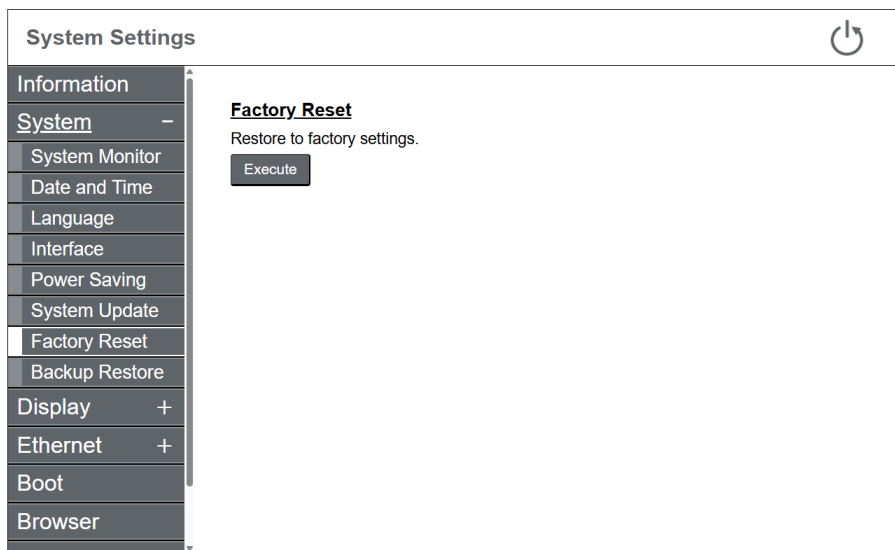 System Settings
Information
System −
System Monitor
Date and Time
Language
Interface
Power Saving
System Update
Factory Reset
Backup Restore
Display +
Ethernet +
Boot
Browser
Factory Reset
Restore to factory settings.
Execute